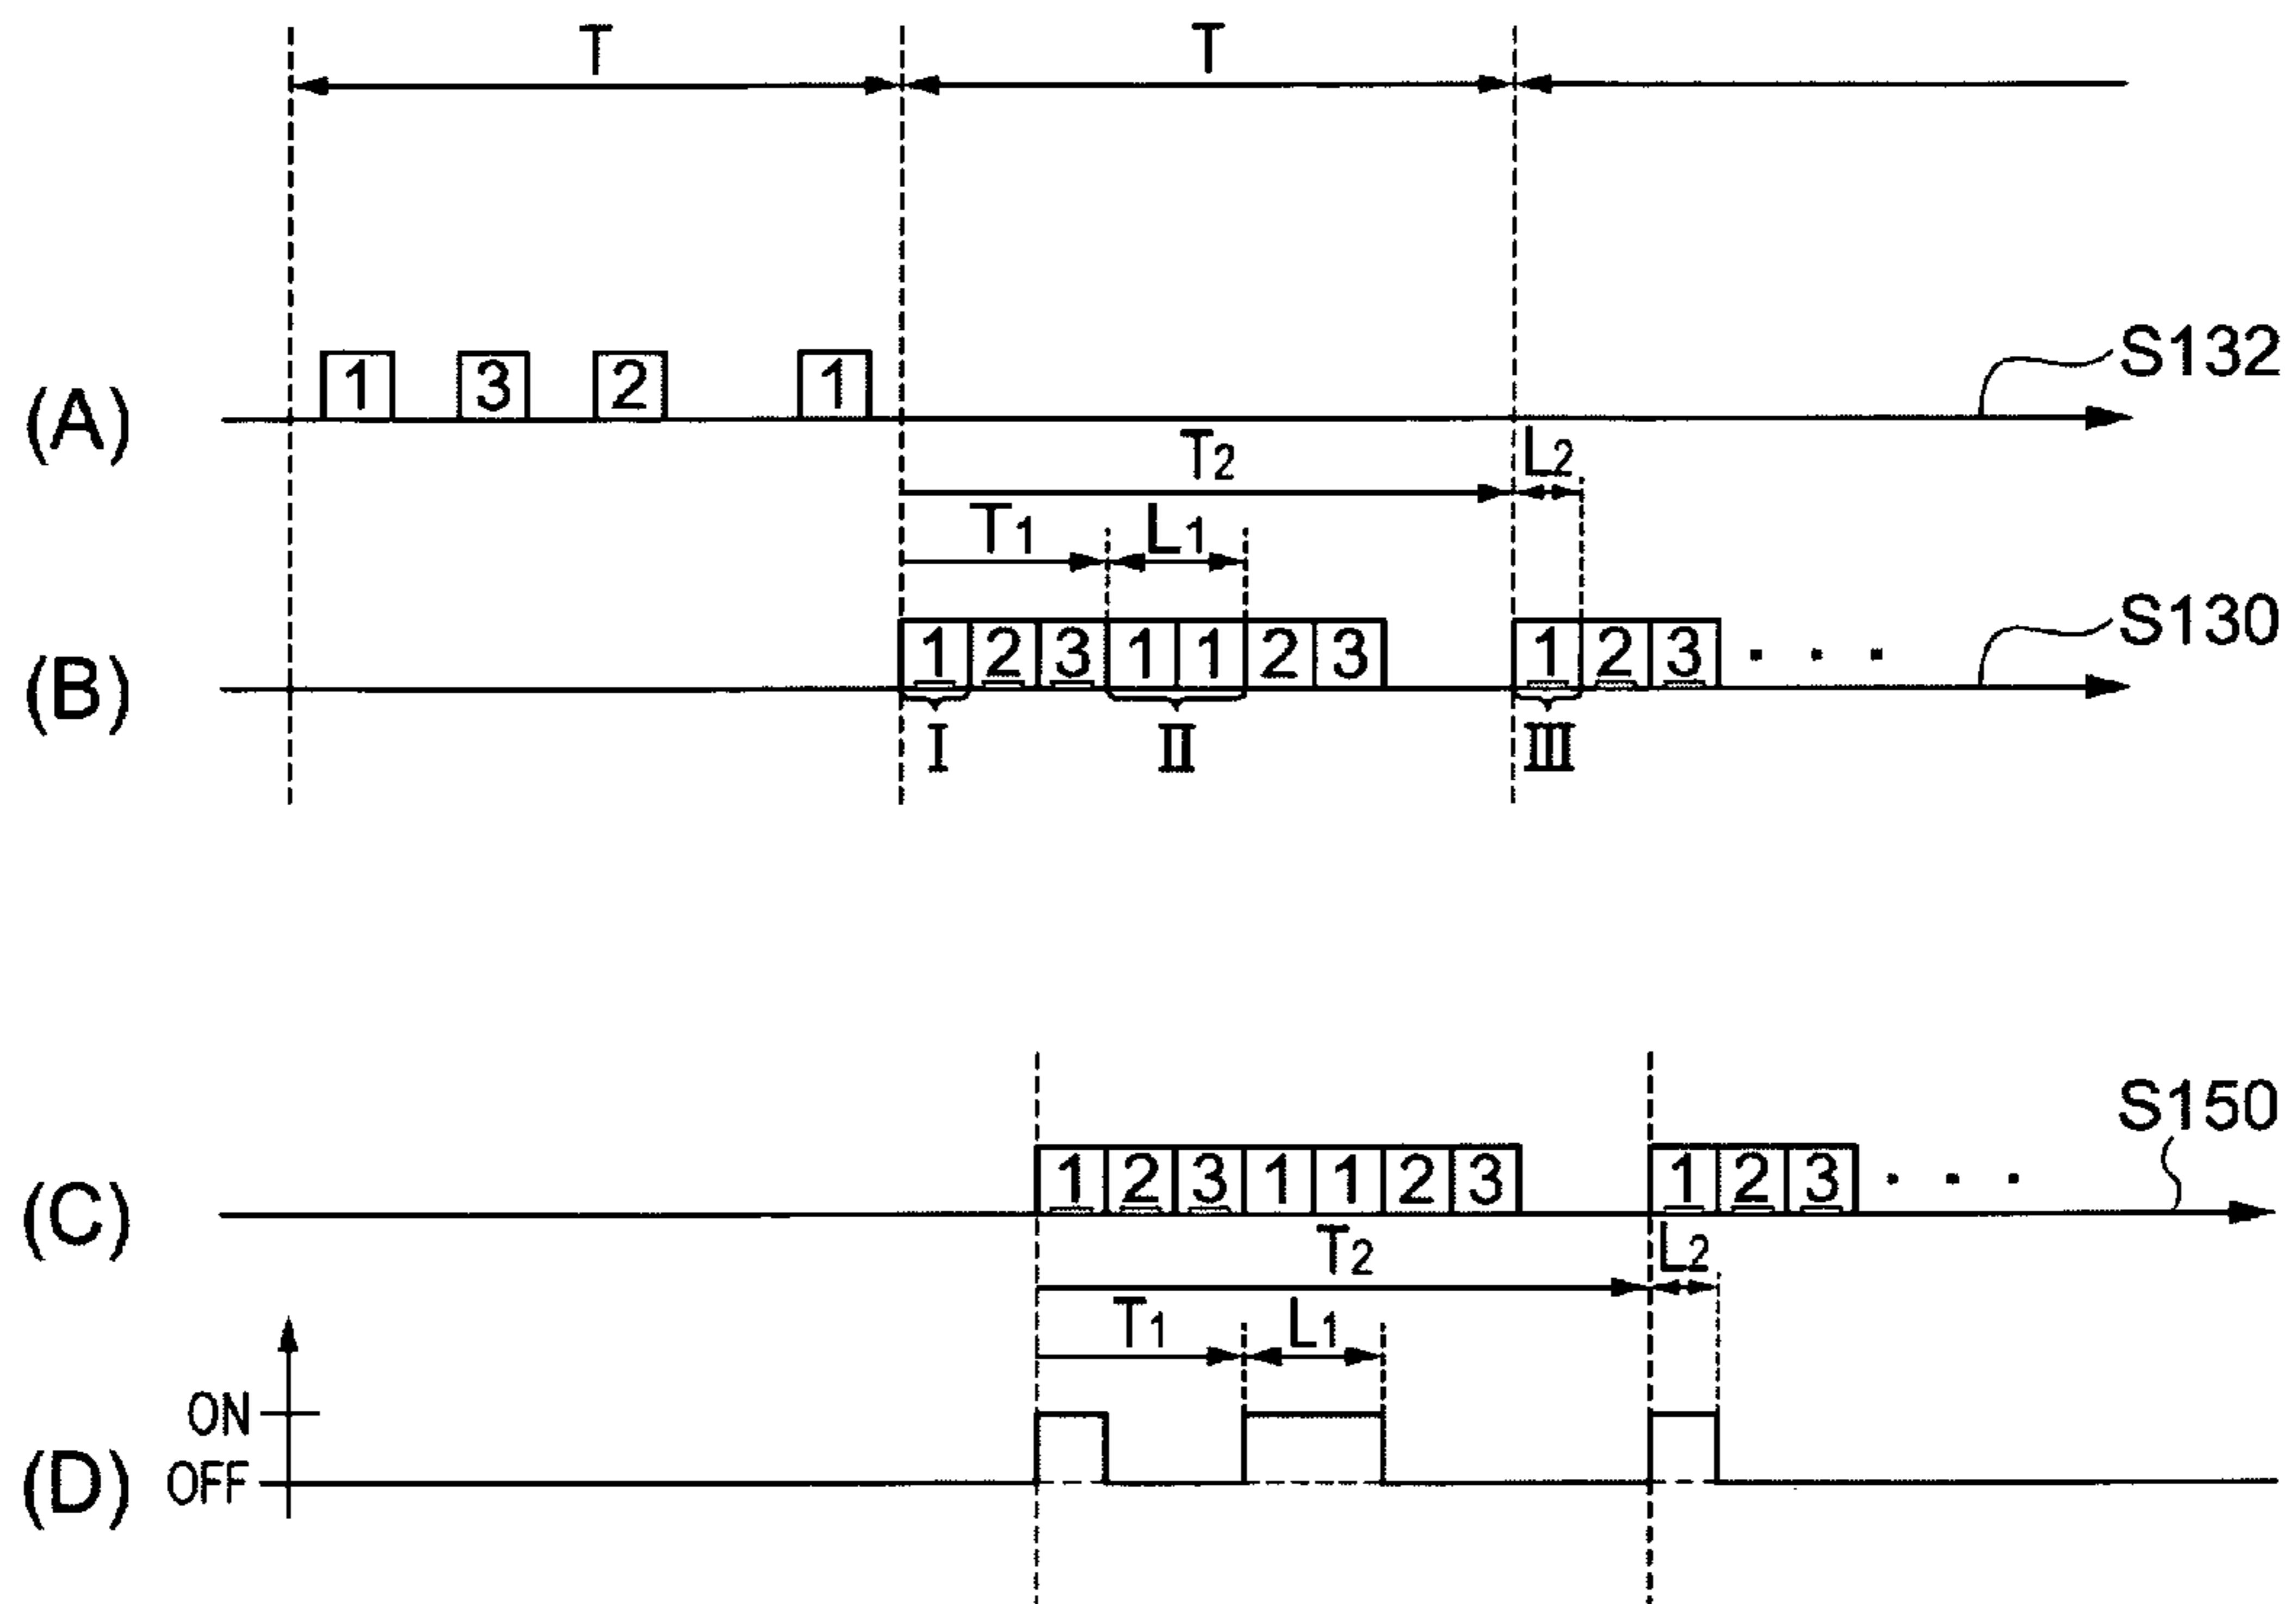 T T
(A) 1 3 2 1 S132
T2 L2
T1 L1
(B) 1 2 3 1 1 2 3 1 2 3 . . . S130
I II III
(C) 1 2 3 1 1 2 3 1 2 3 . . . S150
T2 L2
T1 L1
ON
(D) OFF